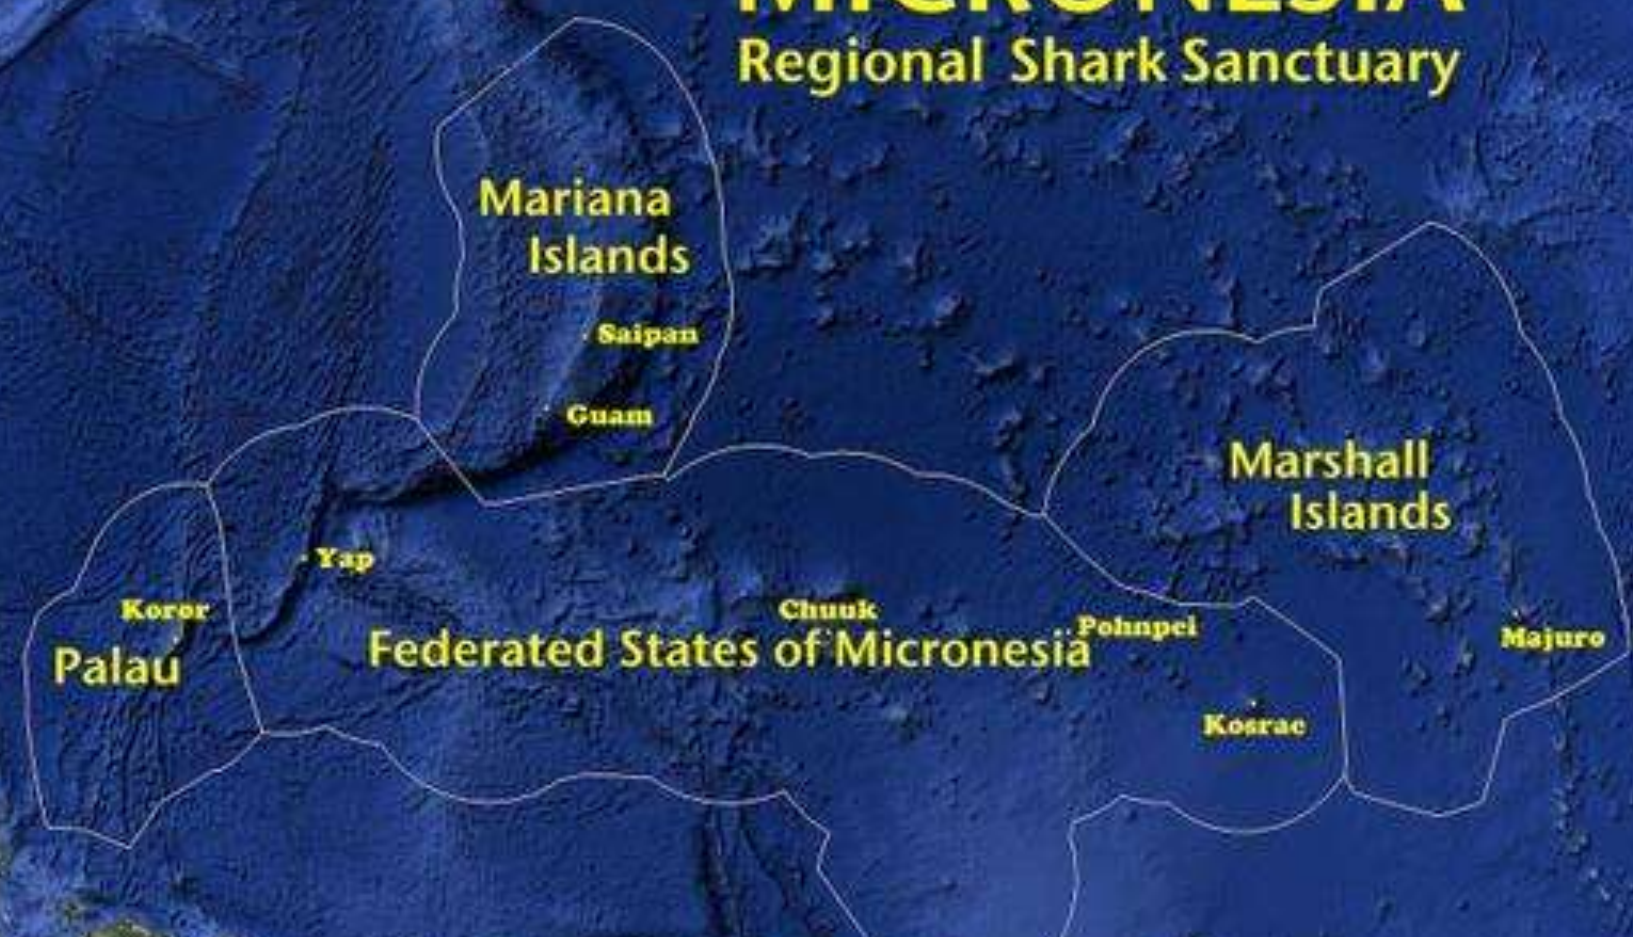 MICRONESIA
Regional Shark Sanctuary
Mariana
Islands
Saipan
Guam
Marshall
Islands
Yap
Koror
Palau
Chuuk
Federated States of Micronesia
Pohnpei
Majuro
Kosrae